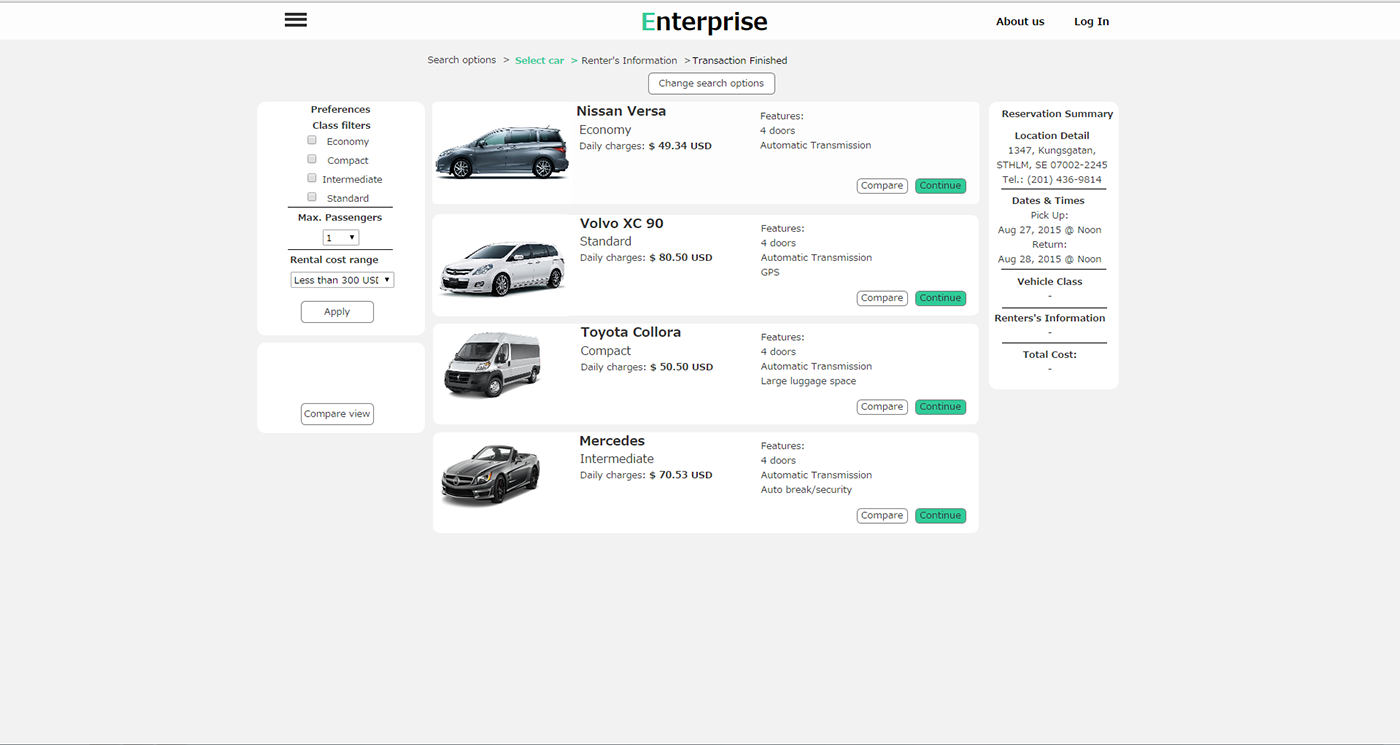 Enterprise
About us
Log In
Search options > Select car > Renter's Information > Transaction Finished
Change search options
Preferences
Class filters
Economy
Compact
Intermediate
Standard
Max. Passengers
1
Rental cost range
Less than 300 USD
Apply
Compare view
Nissan Versa
Economy
Daily charges: $ 49.34 USD
Features:
4 doors
Automatic Transmission
Compare
Continue
Volvo XC 90
Standard
Daily charges: $ 80.50 USD
Features:
4 doors
Automatic Transmission
GPS
Compare
Continue
Toyota Collora
Compact
Daily charges: $ 50.50 USD
Features:
4 doors
Automatic Transmission
Large luggage space
Compare
Continue
Mercedes
Intermediate
Daily charges: $ 70.53 USD
Features:
4 doors
Automatic Transmission
Auto break/security
Compare
Continue
Reservation Summary
Location Detail
1347, Kungsgatan,
STHLM, SE 07002-2245
Tel.: (201) 436-9814
Dates & Times
Pick Up:
Aug 27, 2015 @ Noon
Return:
Aug 28, 2015 @ Noon
Vehicle Class
-
Renters's Information
-
Total Cost:
-